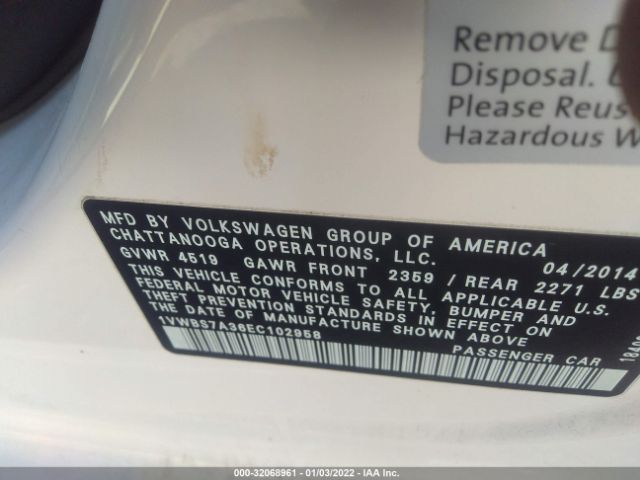 Remove D
Disposal.
Please Reus
Hazardous W
MFD BY VOLKSWAGEN GROUP OF AMERICA
CHATTANOOGA OPERATIONS, LLC. 04/2014
GVWR 4519 GAWR FRONT 2359 / REAR 2271 LBS
THIS VEHICLE CONFORMS TO ALL APPLICABLE U.S.
FEDERAL MOTOR VEHICLE SAFETY, BUMPER AND
THEFT PREVENTION STANDARDS IN EFFECT ON THE
DATE OF MANUFACTURE SHOWN ABOVE
1VWBS7A36EC102958 PASSENGER CAR
000-32068961 - 01/03/2022 - IAA Inc.